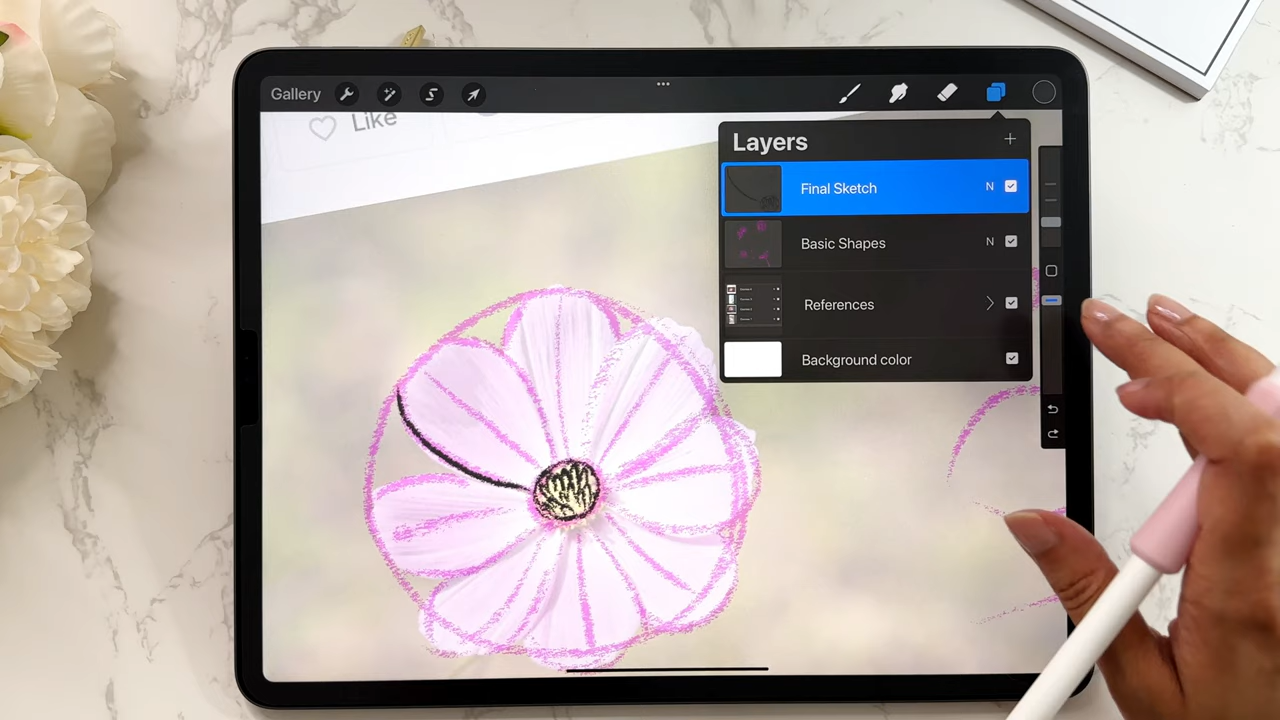 Gallery
Like
Layers
Final Sketch N
Basic Shapes N
References
Background color